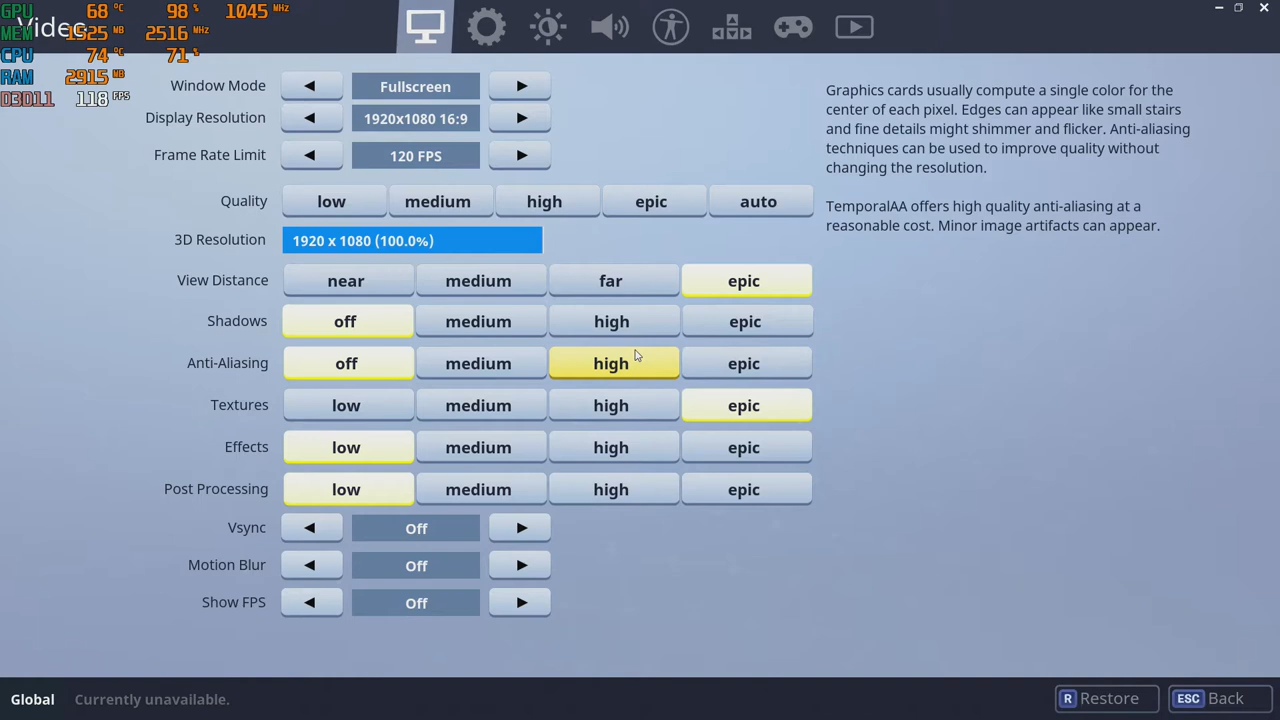 Video
GPU 68 °C 98 % 1045 MHz
MEM 1525 MB 2516 MHz
CPU 74 °C 71 %
RAM 2915 MB
D3D11 118 FPS
Window Mode Fullscreen
Display Resolution 1920x1080 16:9
Frame Rate Limit 120 FPS
Quality low medium high epic auto
3D Resolution 1920 x 1080 (100.0%)
View Distance near medium far epic
Shadows off medium high epic
Anti-Aliasing off medium high epic
Textures low medium high epic
Effects low medium high epic
Post Processing low medium high epic
Vsync Off
Motion Blur Off
Show FPS Off
Graphics cards usually compute a single color for the
center of each pixel. Edges can appear like small stairs
and fine details might shimmer and flicker. Anti-aliasing
techniques can be used to improve quality without
changing the resolution.
TemporalAA offers high quality anti-aliasing at a
reasonable cost. Minor image artifacts can appear.
Global Currently unavailable.
R Restore
ESC Back